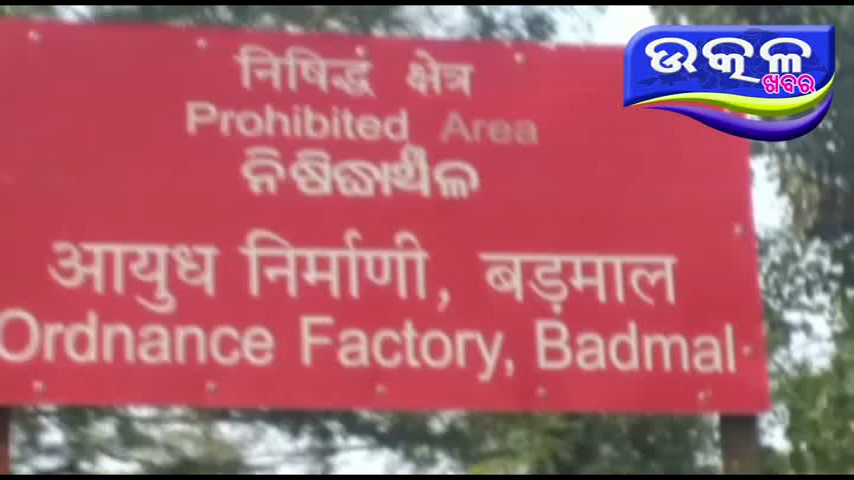 ଉତ୍କଳ
ଖବର
निषिद्धं क्षेत्र
Prohibited Area
ନିଷିଦ୍ଧାଞ୍ଚଳ
आयुध निर्माणी, बड़माल
Ordnance Factory, Badmal